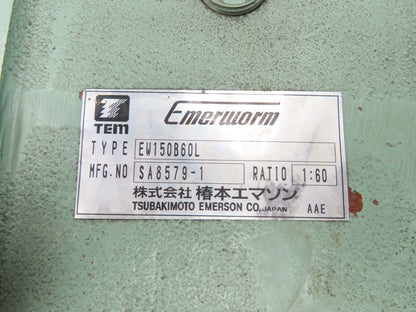 TEM
Emerworm
TYPE EW150B60L
MFG.NO SA8579-1 RATIO 1:60
株式会社 椿本エマソン
TSUBAKIMOTO EMERSON CO.,JAPAN AAE